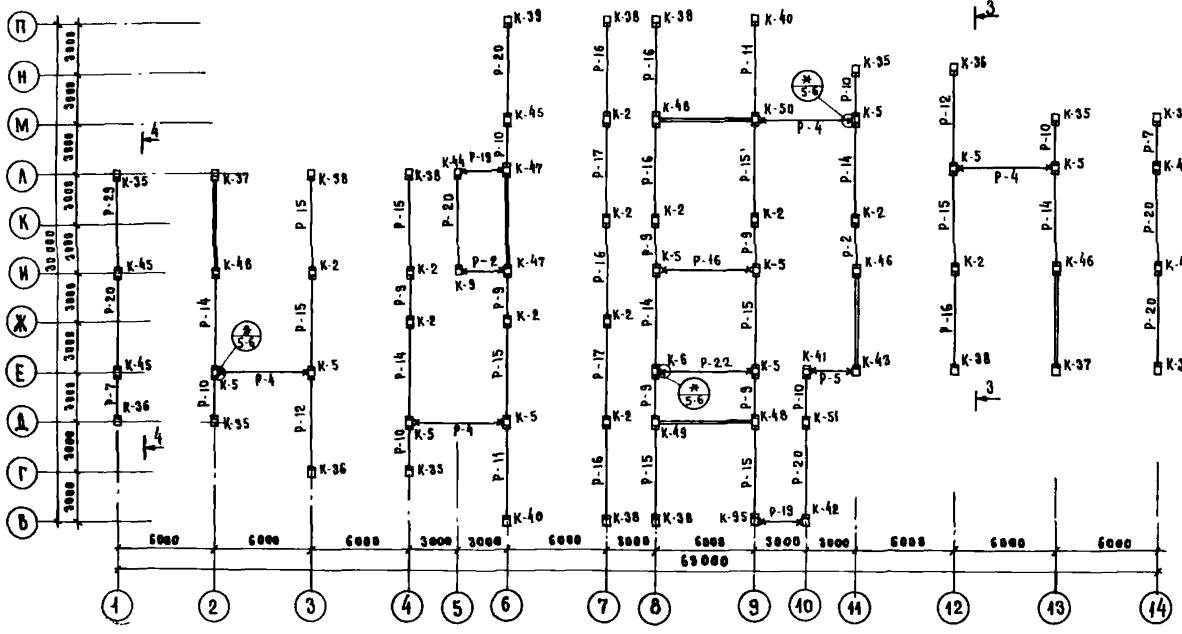 П К-39 К-38 К-38 К-40 3
3000 Р-20 Р-16 Р-16 Р-11
Н К-35 К-36
3000 * 5-6 Р-10 Р-12
М К-45 К-2 К-48 К-50 Р-4 К-5 К-35
4 3000 Р-10 Р-17 Р-16 Р-15 Р-14 Р-10 Р-7
Л К-35 К-37 К-38 К-38 К-44 Р-19 К-47 К-5 Р-4 К-5
3000 Р-29 Р-15 Р-15 Р-20
К К-2 К-2 К-2 К-2
30 000 3000 Р-16 Р-9 Р-9 Р-2 Р-15 Р-14 Р-20
И К-45 К-46 К-2 К-2 К-9 Р-2 К-47 К-5 Р-16 К-5 К-46 К-2 К-46
3000 Р-20 Р-14 Р-15 Р-9 Р-9 Р-14 Р-15 Р-16 Р-20
Ж * 5-6 К-2 К-2 К-2
3000 Р-14 Р-15 Р-17
Е К-45 К-5 Р-4 К-5 К-6 Р-22 К-5 К-41 Р-5 К-43 К-38 К-37
3000 Р-7 Р-10 Р-12 Р-9 * 5-6 Р-9 Р-10 3
Д К-36 К-35 К-5 Р-4 К-5 К-2 К-49 К-48 К-51
4 3000 Р-10 Р-11 Р-16 Р-15 Р-15 Р-20
Г К-36 К-35
3000
В К-40 К-38 К-38 К-35 Р-19 К-42
6000 6000 6000 3000 3000 6000 3000 6000 3000 3000 6000 6000 6000
63000
1 2 3 4 5 6 7 8 9 10 11 12 13 14